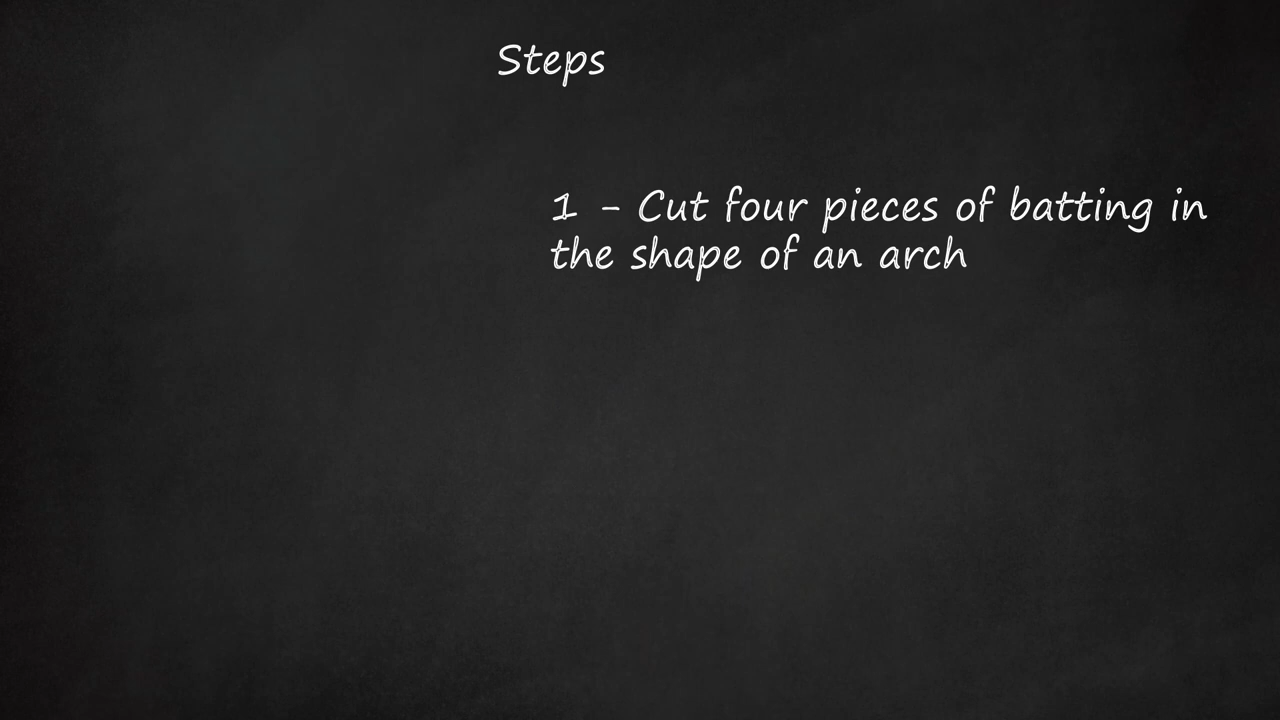 Steps
1 - Cut four pieces of batting in
the shape of an arch